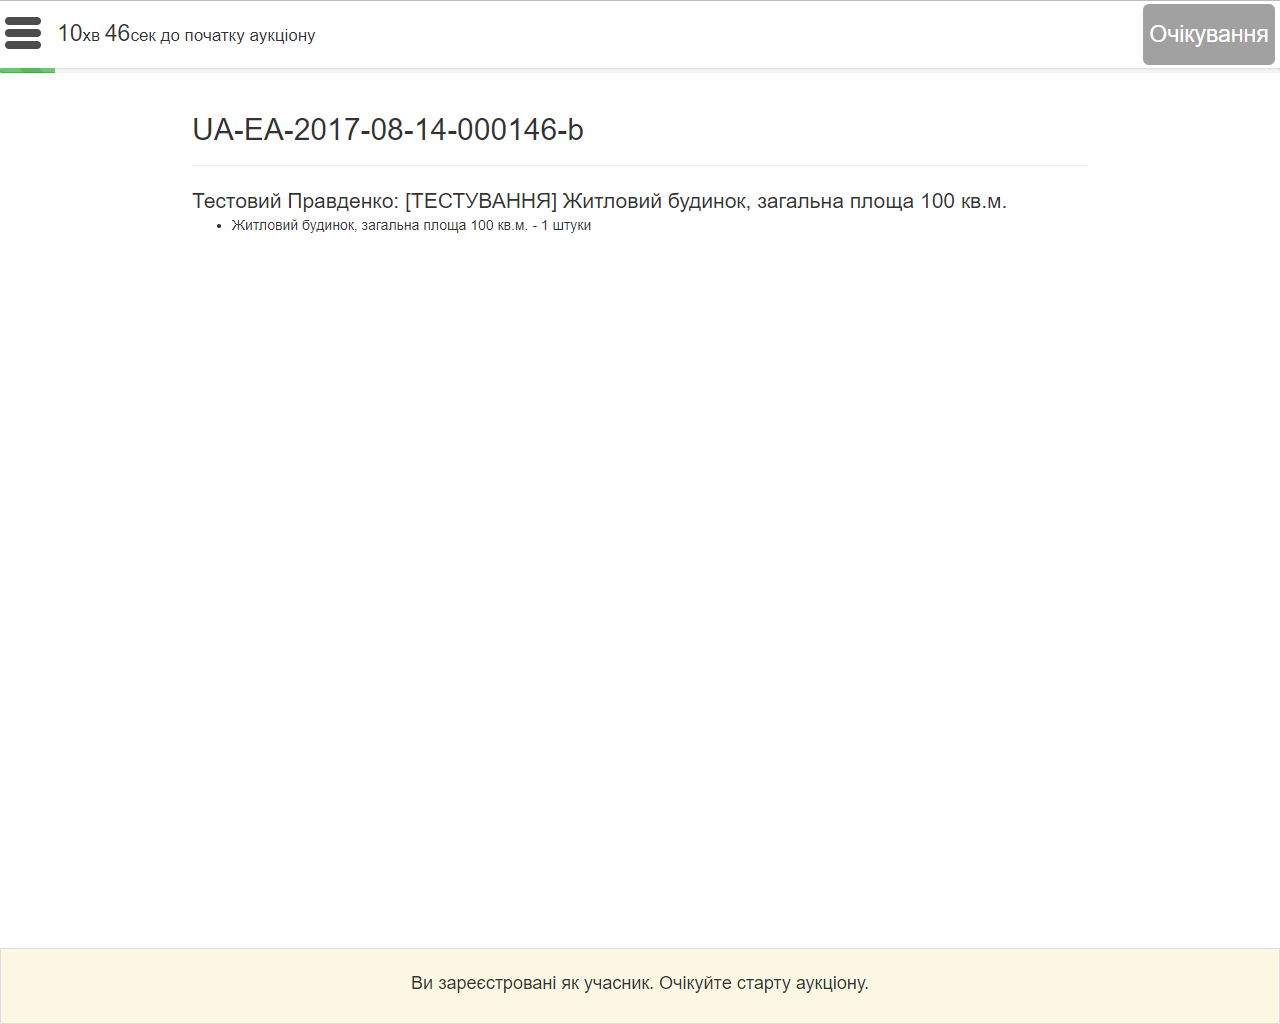 10хв 46сек до початку аукціону
Очікування
UA-EA-2017-08-14-000146-b
Тестовий Правденко: [ТЕСТУВАННЯ] Житловий будинок, загальна площа 100 кв.м.
• Житловий будинок, загальна площа 100 кв.м. - 1 штуки
Ви зареєстровані як учасник. Очікуйте старту аукціону.